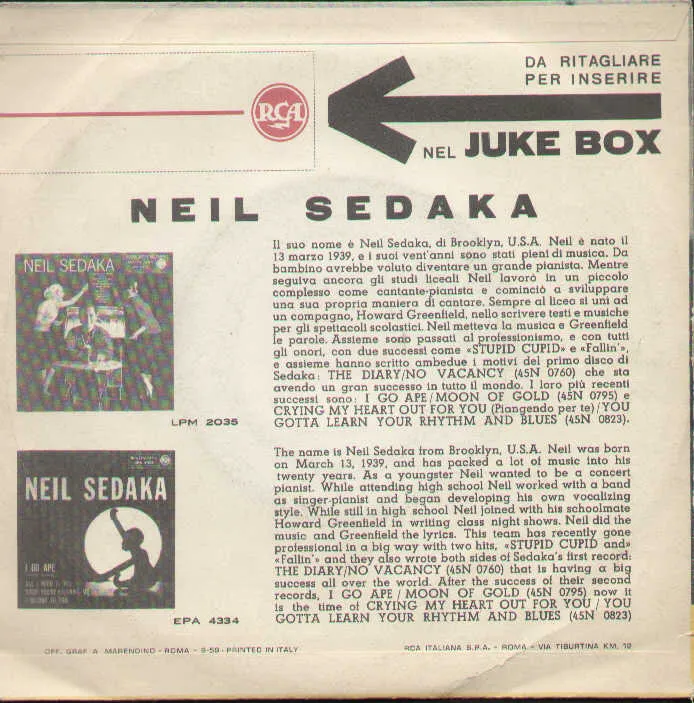 DA RITAGLIARE
PER INSERIRE
RCA
NEL JUKE BOX
NEIL SEDAKA
NEIL SEDAKA
LPM 2035
Il suo nome è Neil Sedaka, di Brooklyn, U.S.A. Neil è nato il
13 marzo 1939, e i suoi vent'anni sono stati pieni di musica. Da
bambino avrebbe voluto diventare un grande pianista. Mentre
seguiva ancora gli studi liceali Neil lavorò in un piccolo
complesso come cantante-pianista e cominciò a sviluppare
una sua propria maniera di cantare. Sempre al liceo si unì ad
un compagno, Howard Greenfield, nello scrivere testi e musiche
per gli spettacoli scolastici. Neil metteva la musica e Greenfield
le parole. Assieme sono passati al professionismo, e con tutti
gli onori, con due successi come «STUPID CUPID» e «Fallin'»,
e assieme hanno scritto ambedue i motivi del primo disco di
Sedaka: THE DIARY/NO VACANCY (45N 0760) che sta
avendo un gran successo in tutto il mondo. I loro più recenti
successi sono: I GO APE/MOON OF GOLD (45N 0795) e
CRYING MY HEART OUT FOR YOU (Piangendo per te)/YOU
GOTTA LEARN YOUR RHYTHM AND BLUES (45N 0823).
NEIL SEDAKA
I GO APE
EPA 4334
The name is Neil Sedaka from Brooklyn, U.S.A. Neil was born
on March 13, 1939, and has packed a lot of music into his
twenty years. As a youngster Neil wanted to be a concert
pianist. While attending high school Neil worked with a band
as singer-pianist and began developing his own vocalizing
style. While still in high school Neil joined with his schoolmate
Howard Greenfield in writing class night shows. Neil did the
music and Greenfield the lyrics. This team has recently gone
professional in a big way with two hits, «STUPID CUPID and»
«Fallin'» and they also wrote both sides of Sedaka's first record:
THE DIARY/NO VACANCY (45N 0760) that is having a big
success all over the world. After the success of their second
records, I GO APE / MOON OF GOLD (45N 0795) now it
is the time of CRYING MY HEART OUT FOR YOU / YOU
GOTTA LEARN YOUR RHYTHM AND BLUES (45N 0823)
OFF. GRAF A. MARENDINO - ROMA - 9-59 - PRINTED IN ITALY
RCA ITALIANA S.P.A. - ROMA - VIA TIBURTINA KM. 12